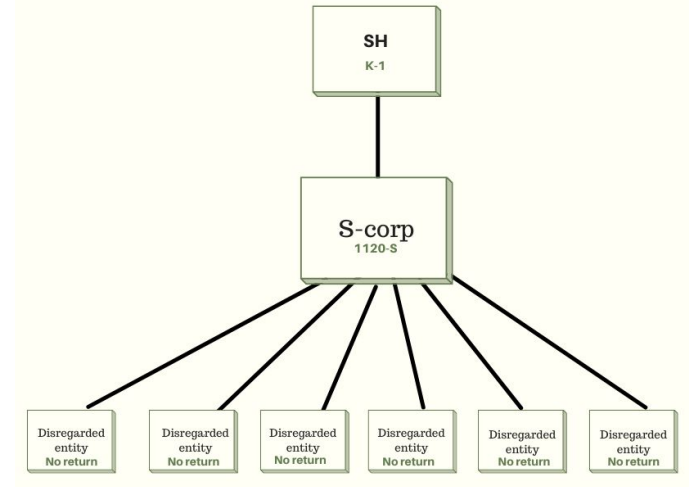 SH
K-1
S-corp
1120-S
Disregarded
entity
No return
Disregarded
entity
No return
Disregarded
entity
No return
Disregarded
entity
No return
Disregarded
entity
No return
Disregarded
entity
No return